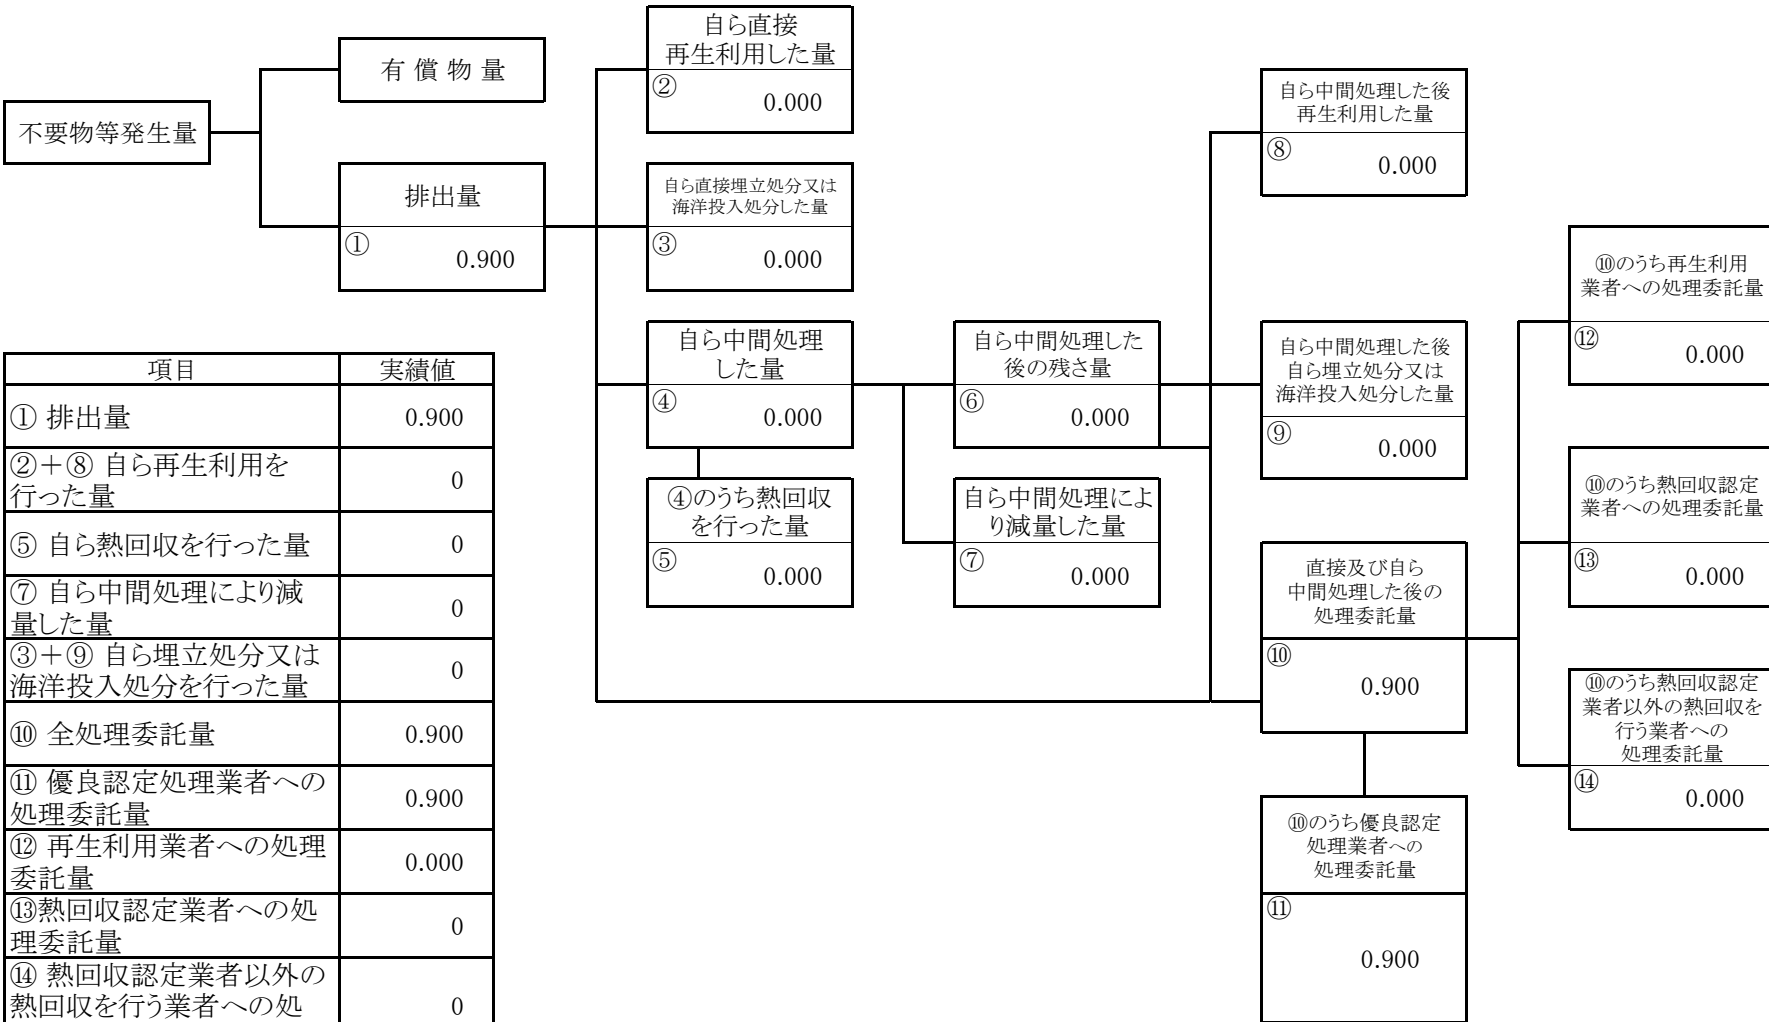 不要物等発生量
有 償 物 量
排出量
①
0.900
自ら直接
再生利用した量
②
0.000
自ら直接埋立処分又は
海洋投入処分した量
③
0.000
自ら中間処理
した量
④
0.000
④のうち熱回収
を行った量
⑤
0.000
自ら中間処理した
後の残さ量
⑥
0.000
自ら中間処理によ
り減量した量
⑦
0.000
自ら中間処理した後
再生利用した量
⑧
0.000
自ら中間処理した後
自ら埋立処分又は
海洋投入処分した量
⑨
0.000
直接及び自ら
中間処理した後の
処理委託量
⑩
0.900
⑩のうち優良認定
処理業者への
処理委託量
⑪
0.900
⑩のうち再生利用
業者への処理委託量
⑫
0.000
⑩のうち熱回収認定
業者への処理委託量
⑬
0.000
⑩のうち熱回収認定
業者以外の熱回収を
行う業者への
処理委託量
⑭
0.000
項目 実績値
① 排出量 0.900
②＋⑧ 自ら再生利用を
行った量 0
⑤ 自ら熱回収を行った量 0
⑦ 自ら中間処理により減
量した量 0
③＋⑨ 自ら埋立処分又は
海洋投入処分を行った量 0
⑩ 全処理委託量 0.900
⑪ 優良認定処理業者への
処理委託量 0.900
⑫ 再生利用業者への処理
委託量 0.000
⑬熱回収認定業者への処
理委託量 0
⑭ 熱回収認定業者以外の
熱回収を行う業者への処 0